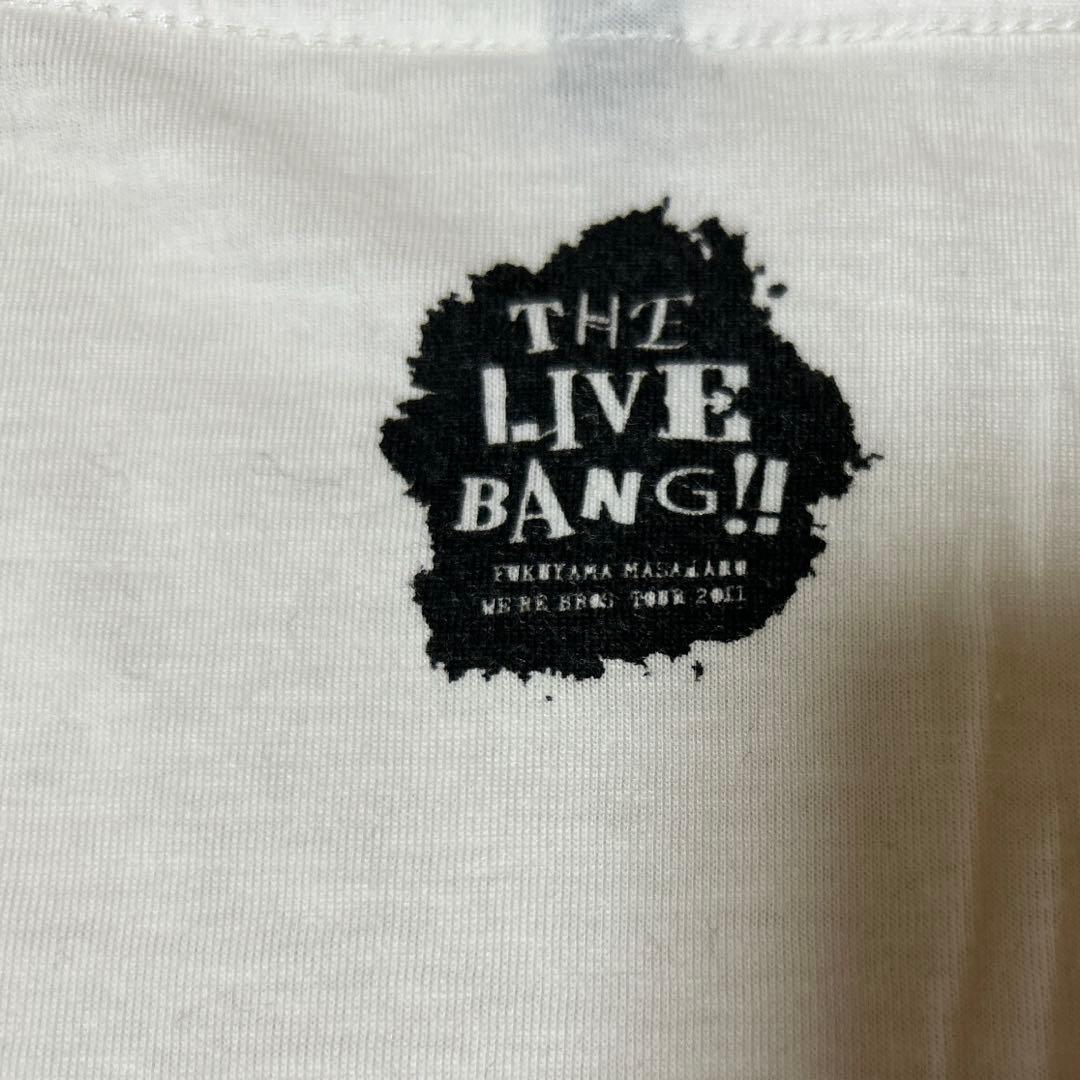 THE
LIVE
BANG!!
FUKUYAMA MASAHARU
WE'RE BROS. TOUR 2011